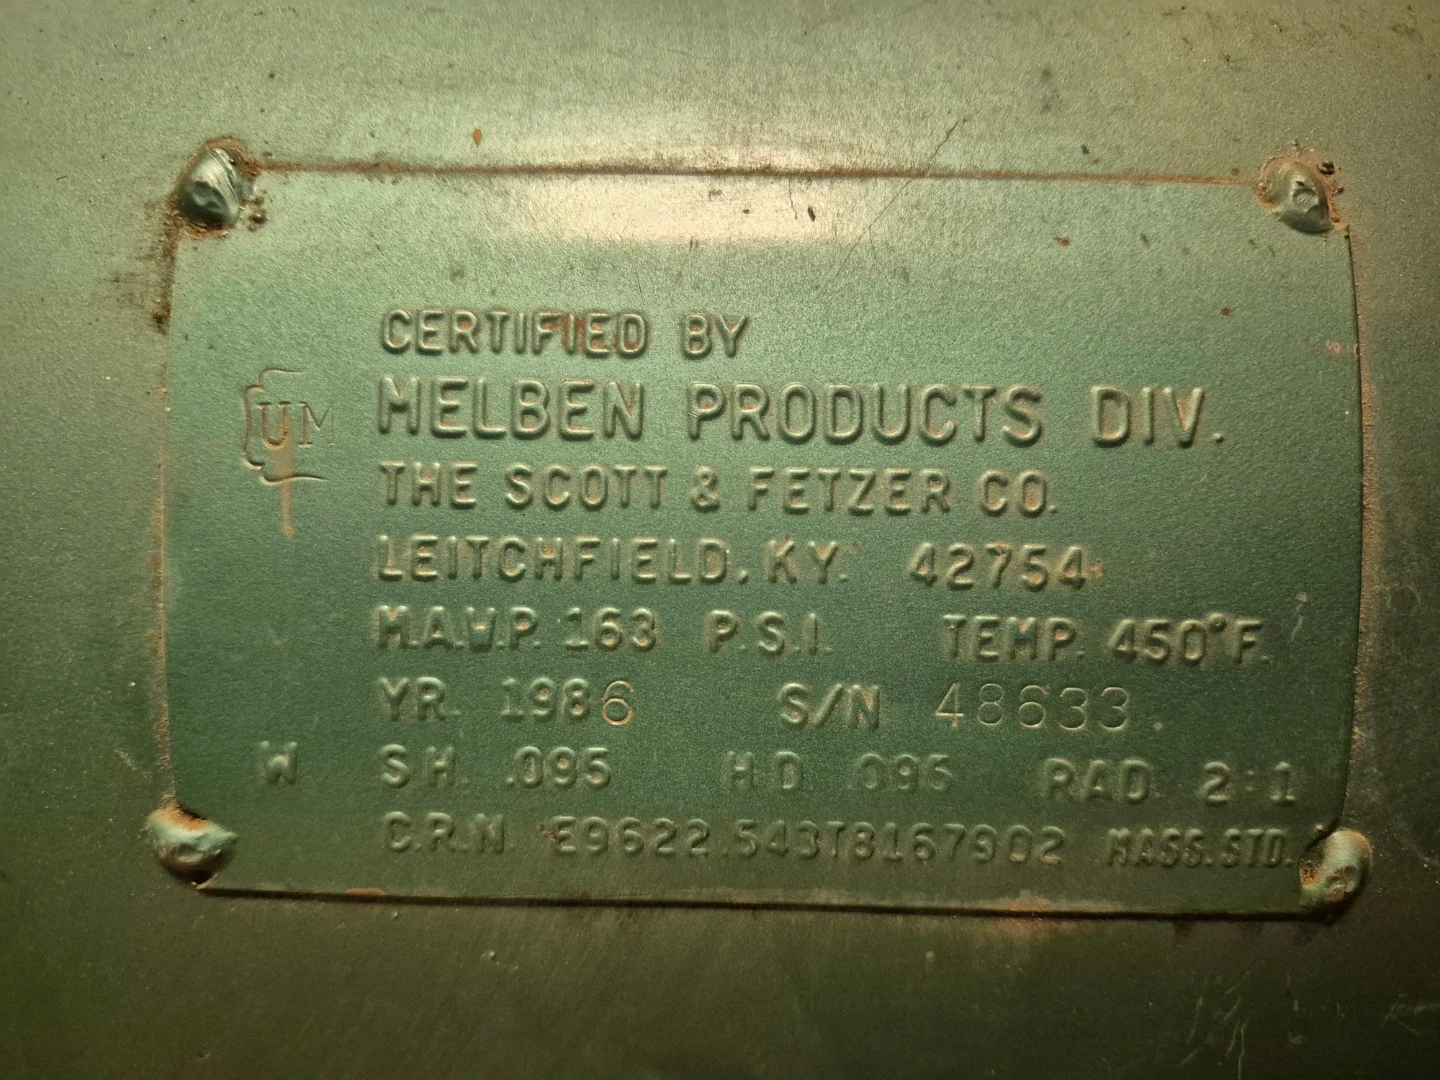 CERTIFIED BY
UM
MELBEN PRODUCTS DIV.
THE SCOTT & FETZER CO.
LEITCHFIELD, KY. 42754
M.A.W.P. 163 P.S.I. TEMP. 450°F.
YR. 1986 S/N 48633.
W SH. .095 HD. .095 RAD. 2:1
C.R.N. E9622.543T8167902 MASS. STD.